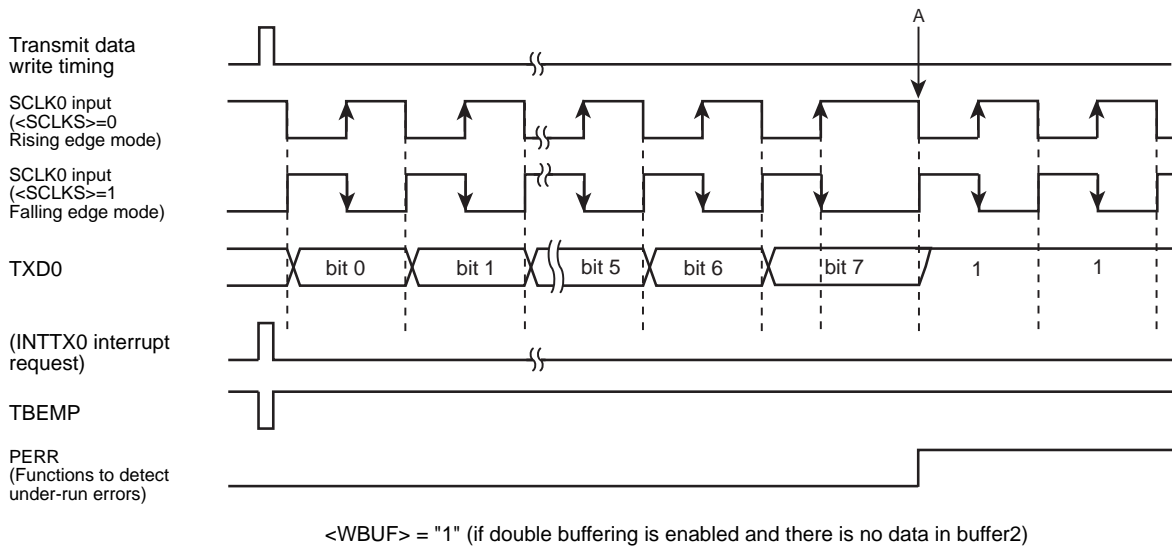 A
Transmit data
write timing
SCLK0 input
(<SCLKS>=0
Rising edge mode)
SCLK0 input
(<SCLKS>=1
Falling edge mode)
TXD0
bit 0
bit 1
bit 5
bit 6
bit 7
1
1
(INTTX0 interrupt
request)
TBEMP
PERR
(Functions to detect
under-run errors)
<WBUF> = "1" (if double buffering is enabled and there is no data in buffer2)